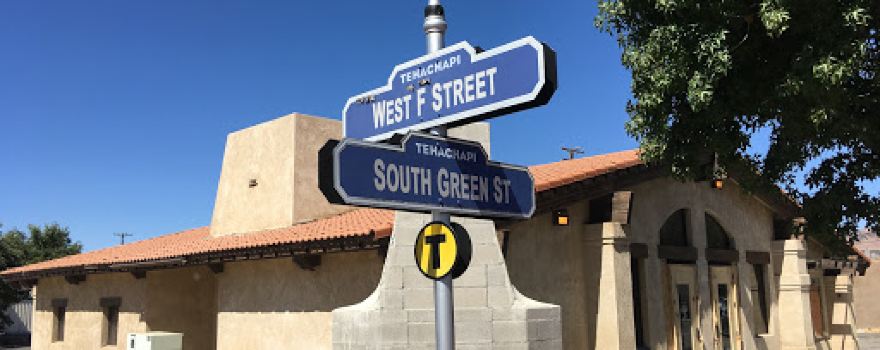 TEHACHAPI
WEST F STREET
TEHACHAPI
SOUTH GREEN ST
T